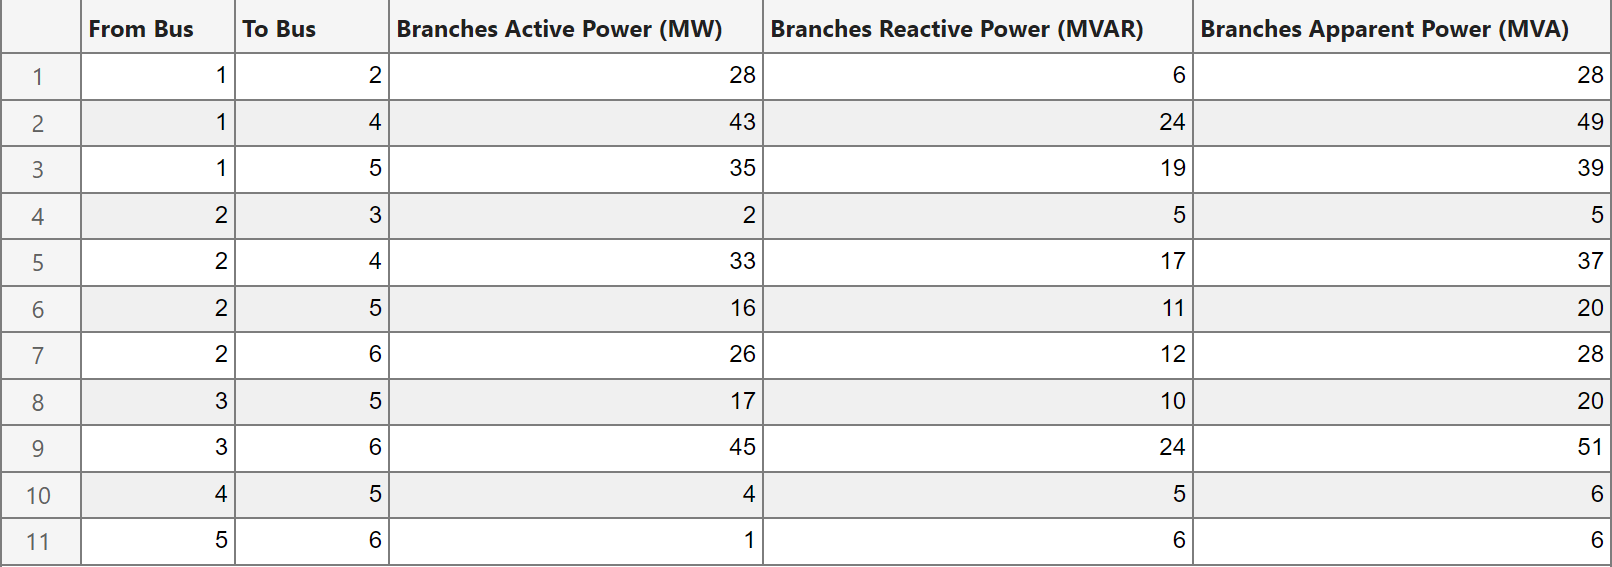 From Bus To Bus Branches Active Power (MW) Branches Reactive Power (MVAR) Branches Apparent Power (MVA)
1 1 2 28 6 28
2 1 4 43 24 49
3 1 5 35 19 39
4 2 3 2 5 5
5 2 4 33 17 37
6 2 5 16 11 20
7 2 6 26 12 28
8 3 5 17 10 20
9 3 6 45 24 51
10 4 5 4 5 6
11 5 6 1 6 6